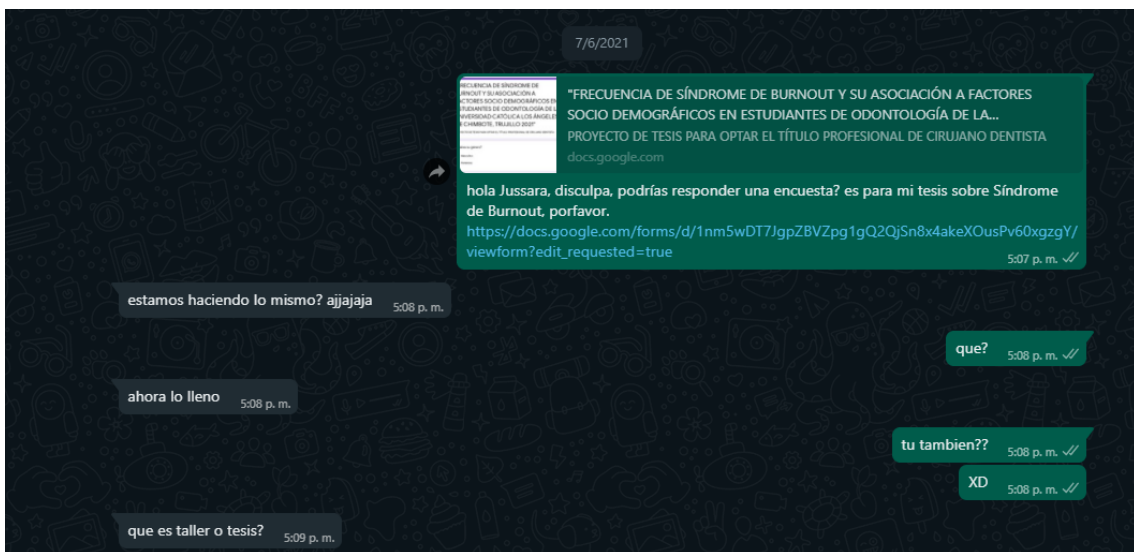 7/6/2021
"FRECUENCIA DE SÍNDROME DE BURNOUT Y SU ASOCIACIÓN A FACTORES
SOCIO DEMOGRÁFICOS EN ESTUDIANTES DE ODONTOLOGÍA DE LA...
PROYECTO DE TESIS PARA OPTAR EL TÍTULO PROFESIONAL DE CIRUJANO DENTISTA
docs.google.com
hola Jussara, disculpa, podrías responder una encuesta? es para mi tesis sobre Síndrome
de Burnout, porfavor.
https://docs.google.com/forms/d/1nm5wDT7JgpZBVZpg1gQ2QjSn8x4akeXOusPv60xgzgY/
viewform?edit_requested=true
5:07 p. m.
estamos haciendo lo mismo? ajjajaja 5:08 p. m.
que? 5:08 p. m.
ahora lo lleno 5:08 p. m.
tu tambien?? 5:08 p. m.
XD 5:08 p. m.
que es taller o tesis? 5:09 p. m.